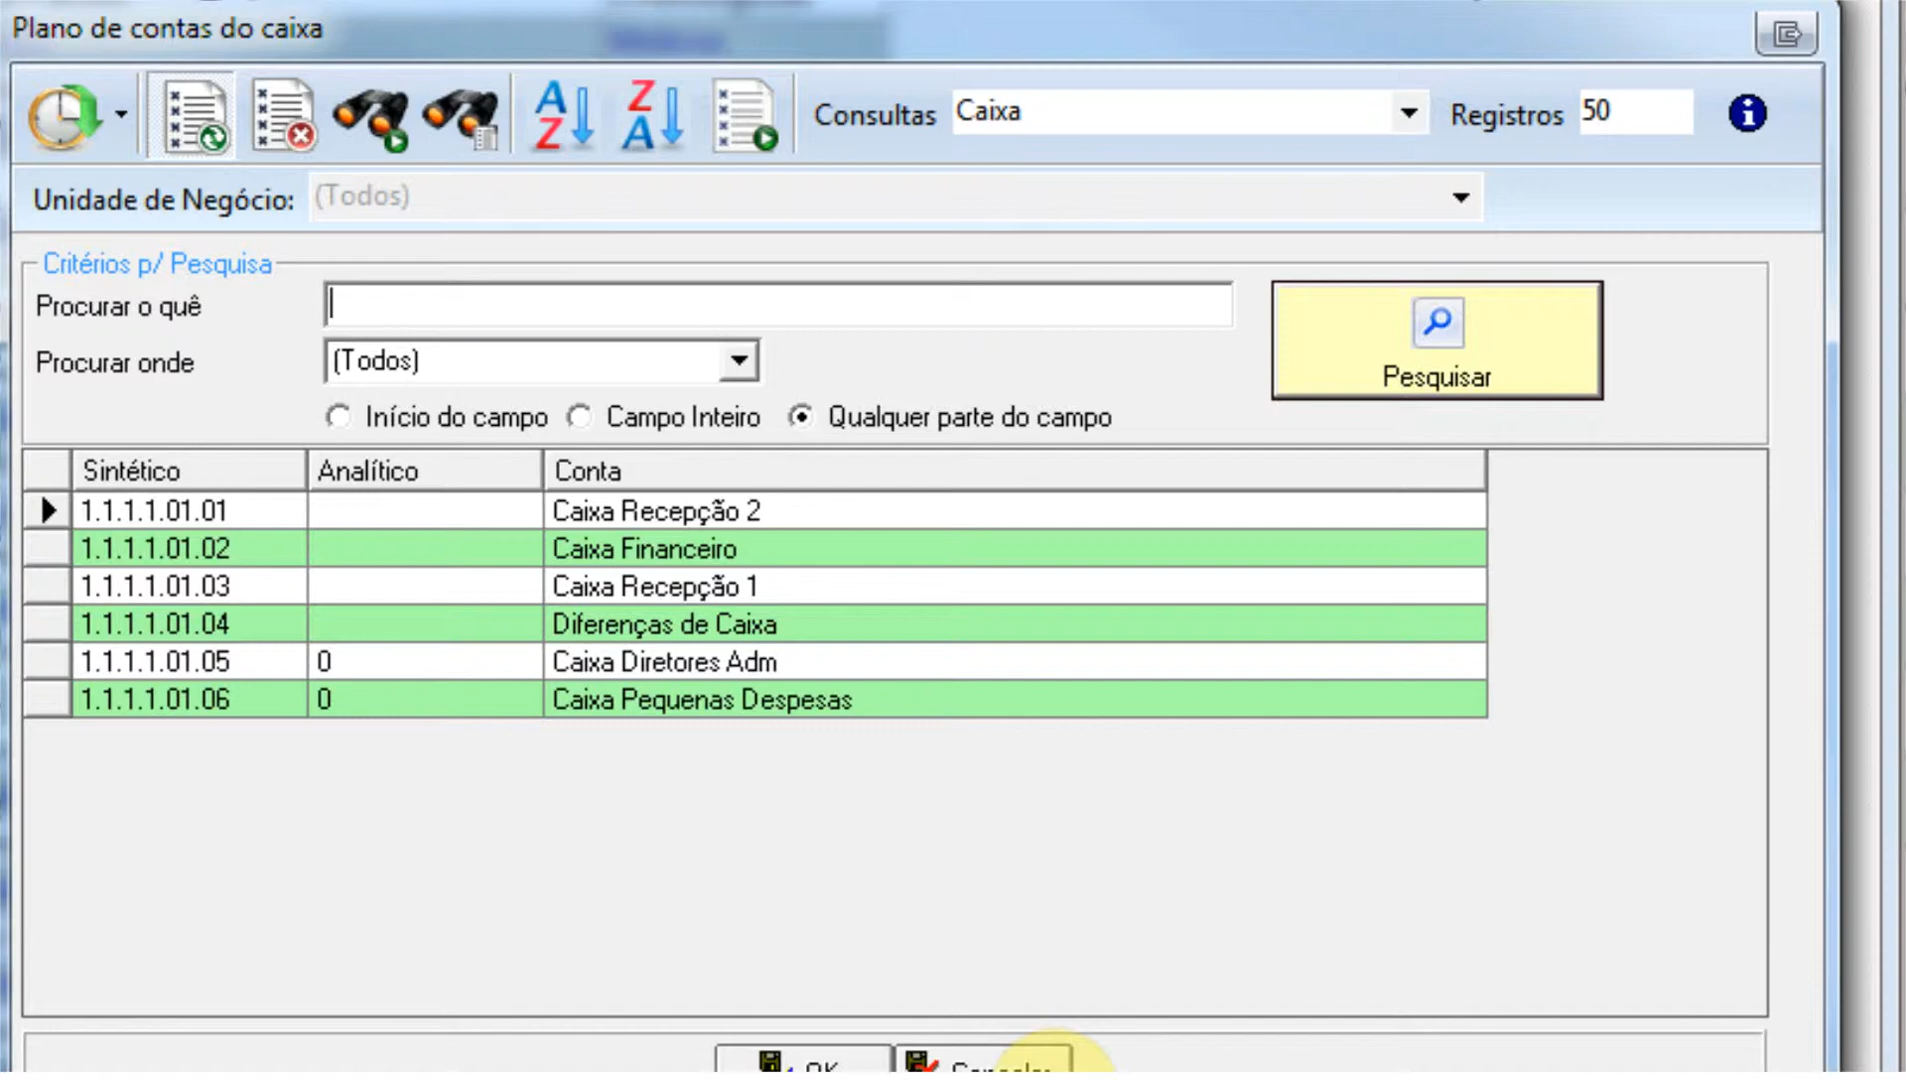 Plano de contas do caixa
Consultas Caixa Registros 50
Unidade de Negócio: (Todos)
Critérios p/ Pesquisa
Procurar o quê
Procurar onde (Todos)
Pesquisar
Início do campo Campo Inteiro Qualquer parte do campo
Sintético Analítico Conta
1.1.1.1.01.01 Caixa Recepção 2
1.1.1.1.01.02 Caixa Financeiro
1.1.1.1.01.03 Caixa Recepção 1
1.1.1.1.01.04 Diferenças de Caixa
1.1.1.1.01.05 0 Caixa Diretores Adm
1.1.1.1.01.06 0 Caixa Pequenas Despesas
OK Cancelar